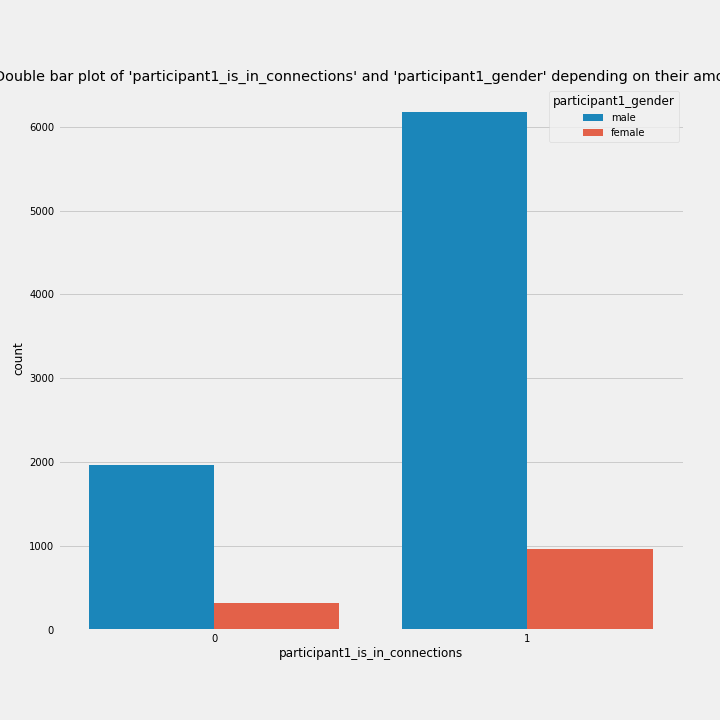 Double bar plot of 'participant1_is_in_connections' and 'participant1_gender' depending on their
participant1_gender
male
female
6000
5000
4000
3000
2000
1000
0
count
0
1
participant1_is_in_connections